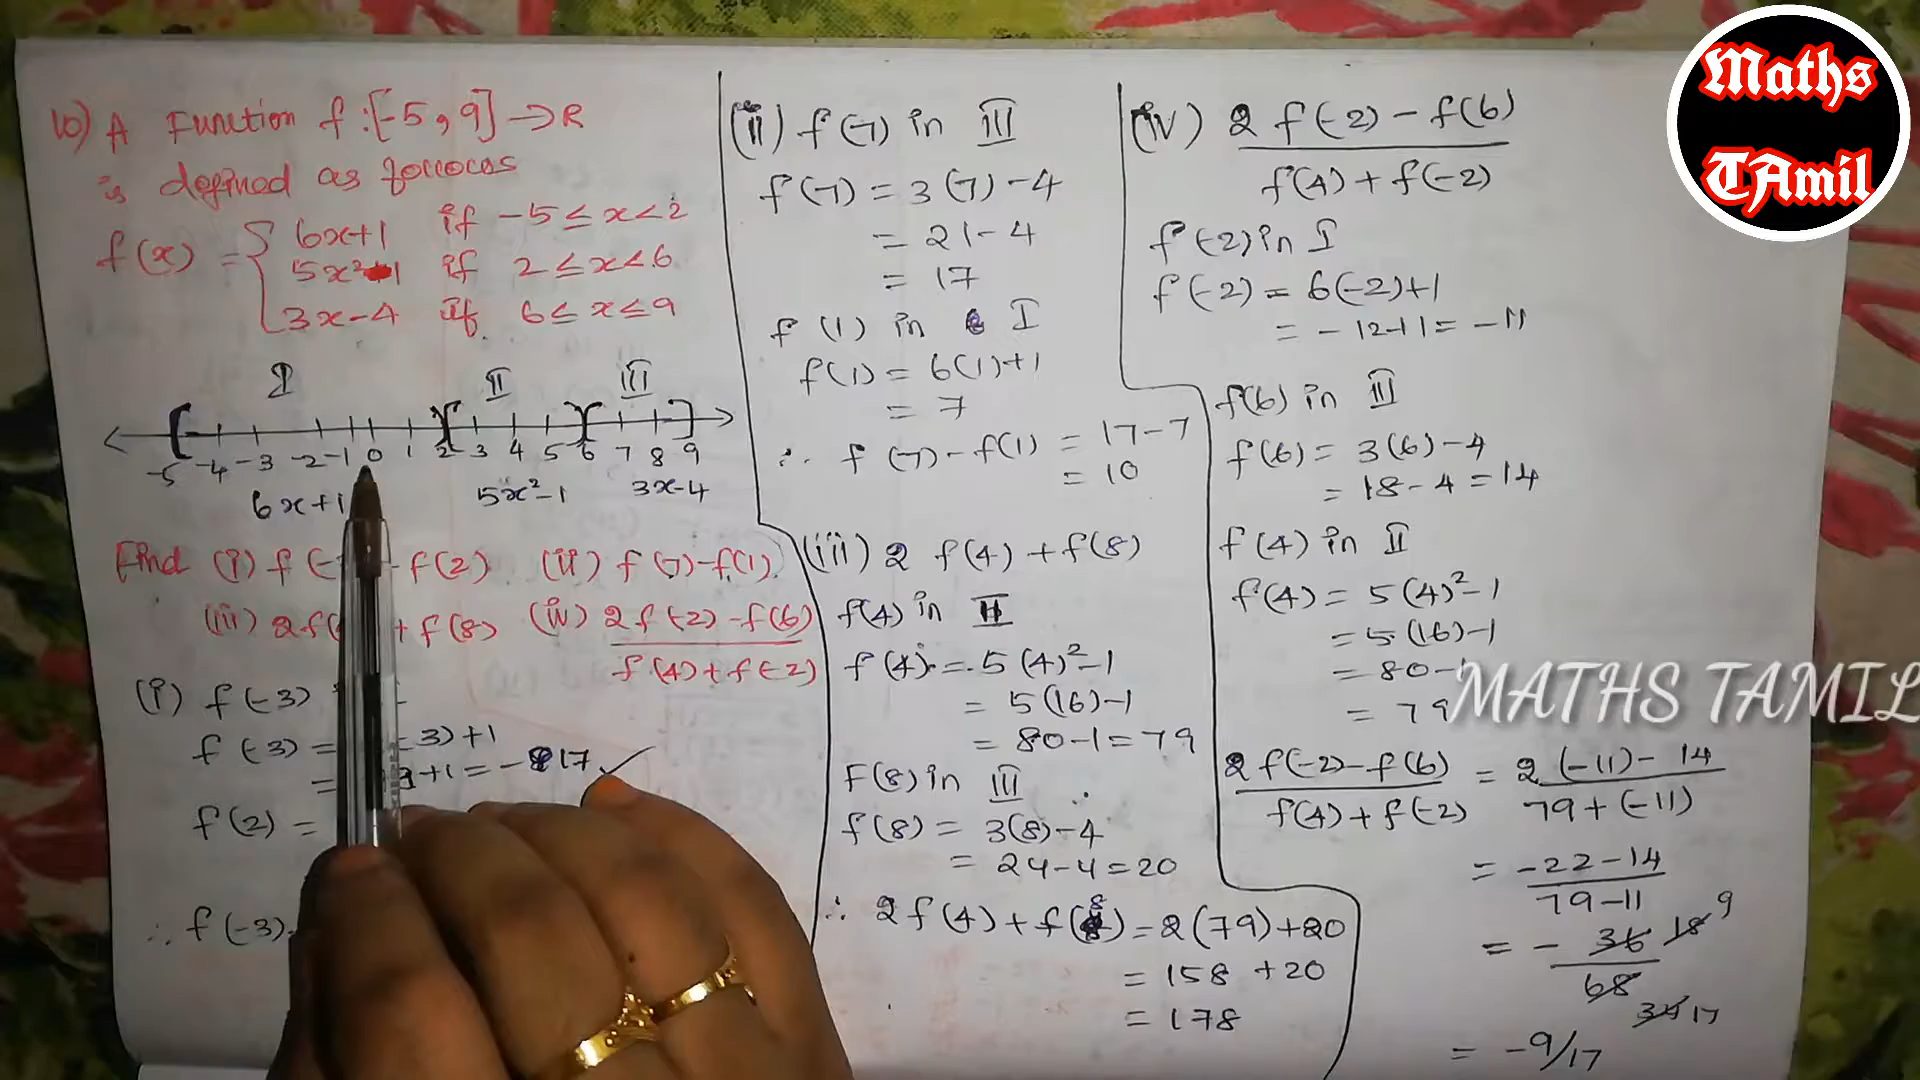 10) A Function f:[-5,9]→R
is defined as follows
f(x) = { 6x+1 if -5≤x<2
5x²-1 if 2≤x<6
3x-4 if 6≤x≤9
I II III
-5 -4 -3 -2 -1 0 1 2 3 4 5 6 7 8 9
6x+1 5x²-1 3x-4
Find (i) f(- - f(2) (ii) f(7)-f(1)
(iii) 2f( + f(8) (iv) 2f(-2)-f(6)
f(4)+f(-2)
(i) f(-3)
f(-3) = -3)+1
= +1 = -17 ✓
f(2) =
∴ f(-3)-
(ii) f(7) in III
f(7) = 3(7)-4
= 21-4
= 17
f(1) in I
f(1) = 6(1)+1
= 7
∴ f(7)-f(1) = 17-7
= 10
(iii) 2 f(4)+f(8)
f(4) in II
f(4) = 5(4)²-1
= 5(16)-1
= 80-1=79
F(8) in III
f(8) = 3(8)-4
= 24-4=20
∴ 2f(4)+f(8)=2(79)+20
= 158 +20
= 178
(iv) 2 f(-2)-f(6)
f(4)+f(-2)
f(-2) in I
f(-2) = 6(-2)+1
= -12+1= -11
f(6) in III
f(6) = 3(6)-4
= 18-4=14
f(4) in II
f(4) = 5(4)²-1
= 5(16)-1
= 80-1
= 79
2f(-2)-f(6) = 2(-11)-14
f(4)+f(-2) 79+(-11)
= -22-14
79-11
= - 36 18 9
68
34 17
= -9/17
Maths
TAmil
MATHS TAMIL